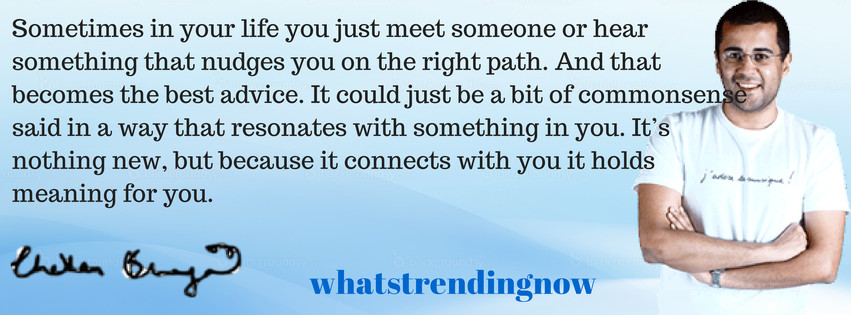 Sometimes in your life you just meet someone or hear
something that nudges you on the right path. And that
becomes the best advice. It could just be a bit of commonsense
said in a way that resonates with something in you. It's
nothing new, but because it connects with you it holds
meaning for you.
Chetan Bhagat
whatstrendingnow